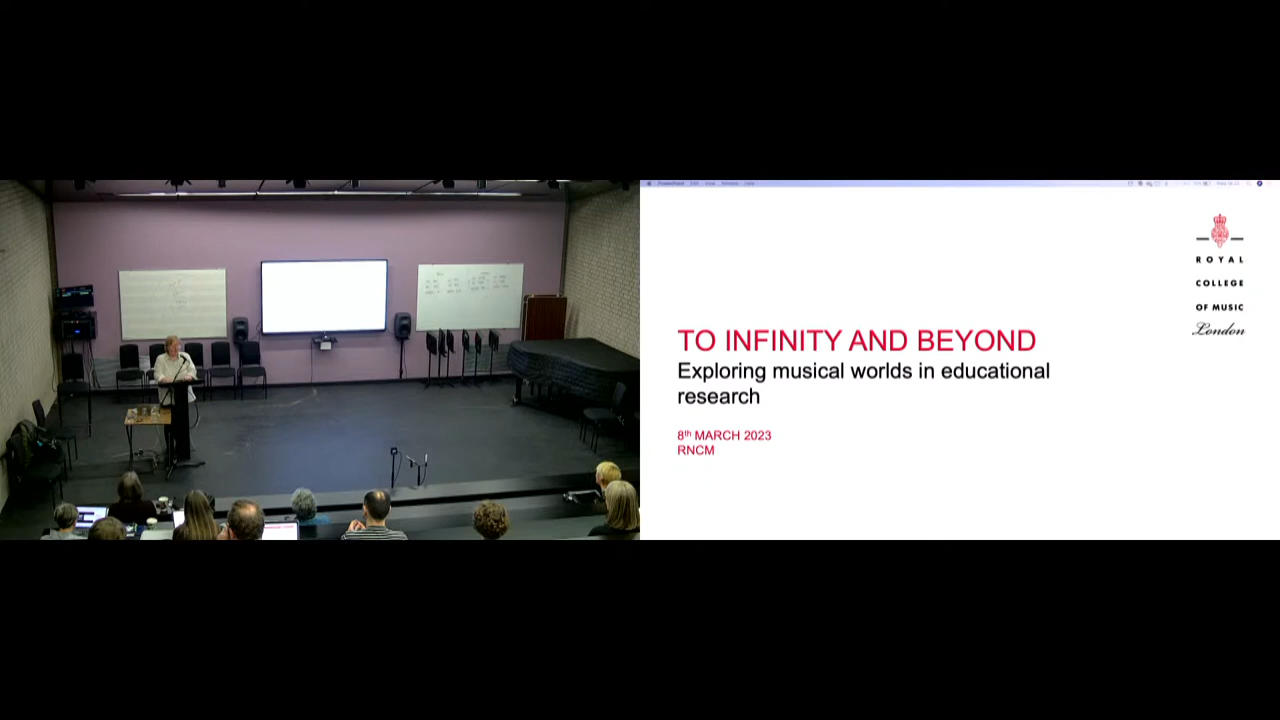 ROYAL
COLLEGE
OF MUSIC
London
TO INFINITY AND BEYOND
Exploring musical worlds in educational
research
8th MARCH 2023
RNCM